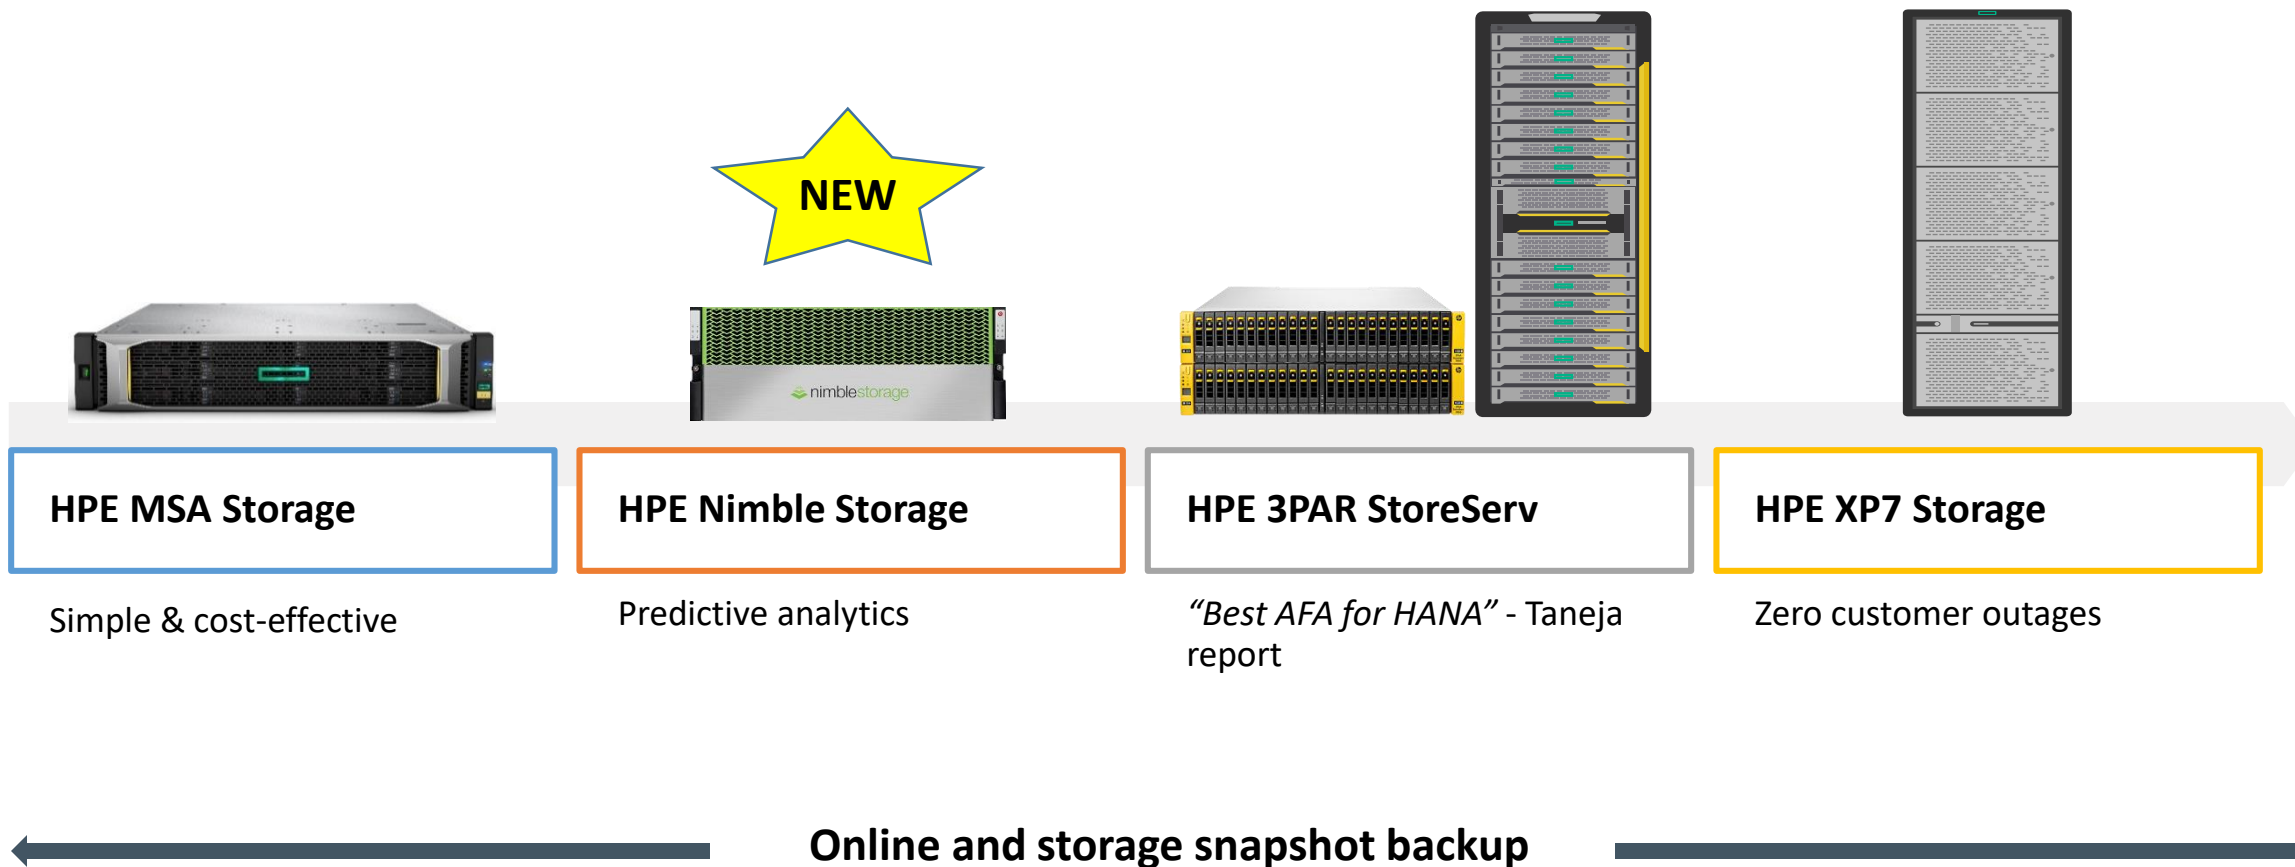 NEW
nimblestorage
HPE MSA Storage
HPE Nimble Storage
HPE 3PAR StoreServ
HPE XP7 Storage
Simple & cost-effective
Predictive analytics
“Best AFA for HANA” - Taneja
report
Zero customer outages
Online and storage snapshot backup